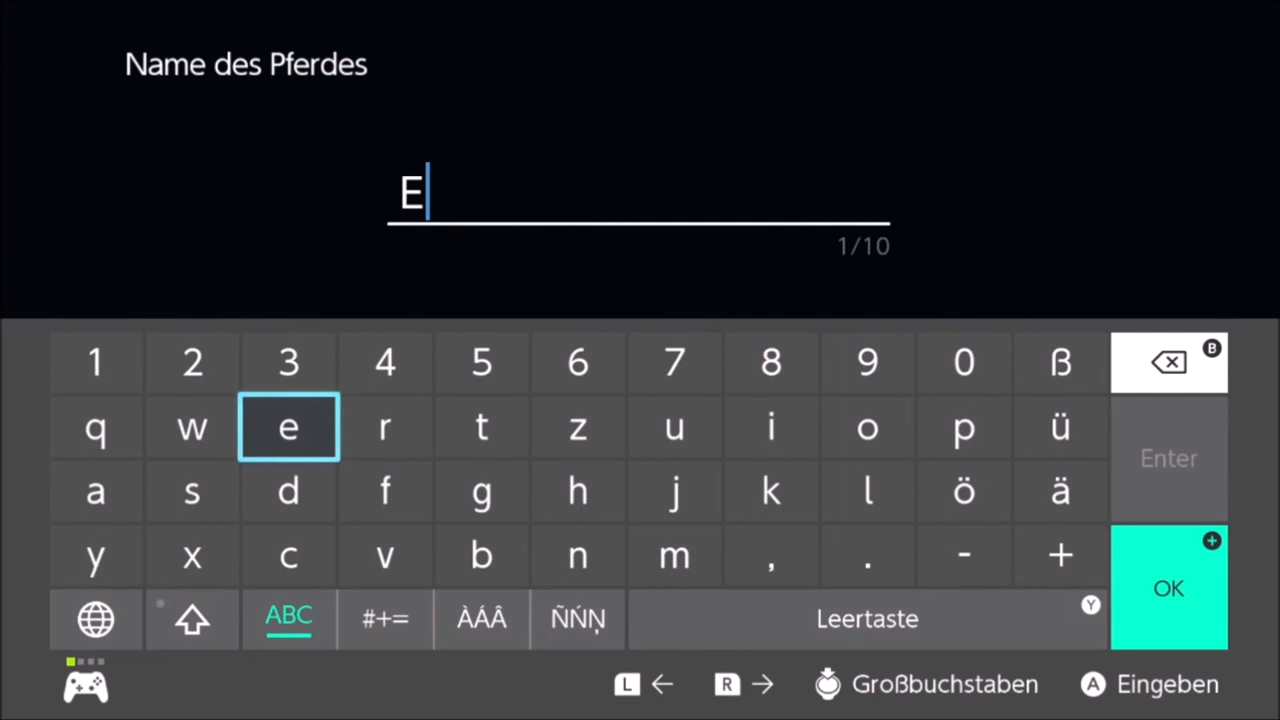 Name des Pferdes
E
1/10
1 2 3 4 5 6 7 8 9 0 ß B
q w e r t z u i o p ü Enter
a s d f g h j k l ö ä
y x c v b n m , . - + OK
ABC #+= ÀÁÂ ÑŃŅ Leertaste Y
L ← R → Großbuchstaben A Eingeben